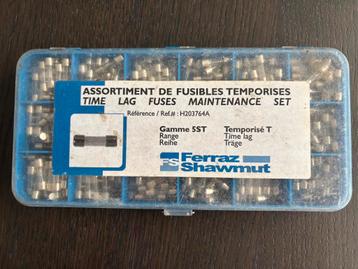 ASSORTIMENT DE FUSIBLES TEMPORISES
TIME LAG FUSES MAINTENANCE SET
Référence / Ref.# : H203764A
Gamme 5ST Temporisé T
Range Time lag
Reihe Träge
FS Ferraz
Shawmut